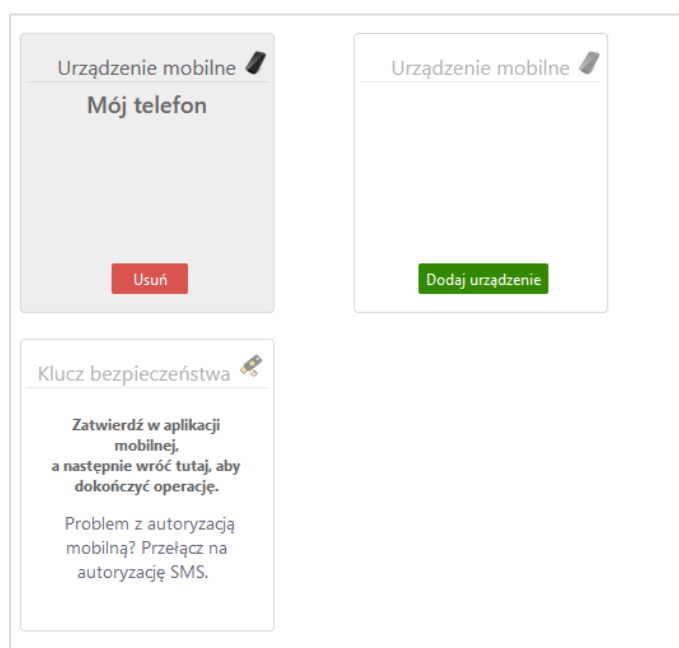 Urządzenie mobilne
Mój telefon
Usuń
Urządzenie mobilne
Dodaj urządzenie
Klucz bezpieczeństwa
Zatwierdź w aplikacji
mobilnej,
a następnie wróć tutaj, aby
dokończyć operację.
Problem z autoryzacją
mobilną? Przełącz na
autoryzację SMS.